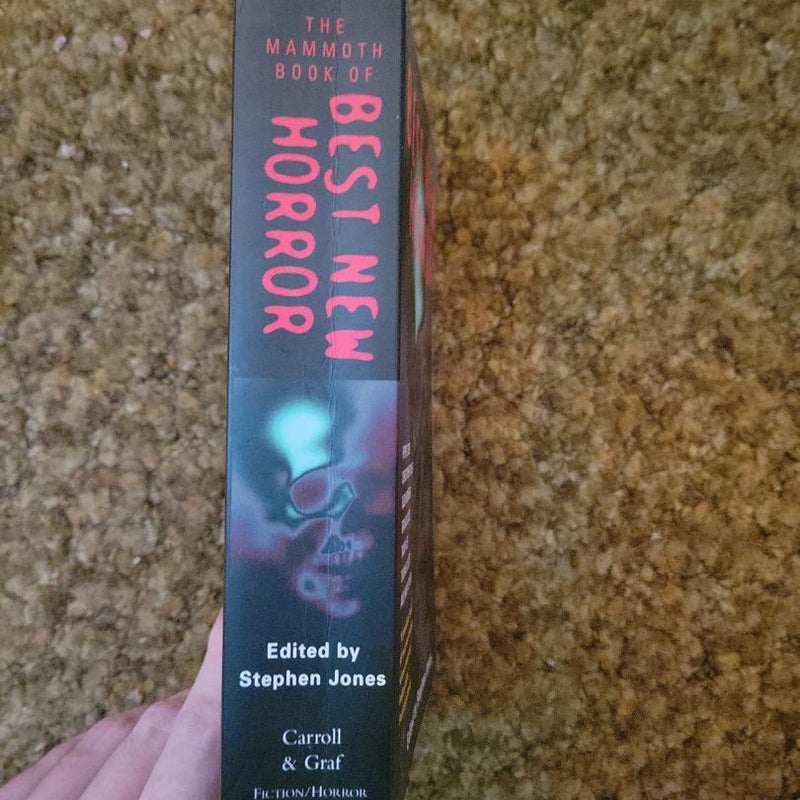 THE
MAMMOTH
BOOK OF
BEST NEW
HORROR
Edited by
Stephen Jones
Carroll
& Graf
FICTION/HORROR